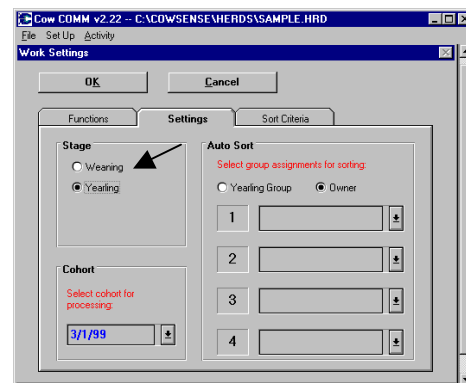 Cow COMM v2.22 -- C:\COWSENSE\HERDS\SAMPLE.HRD
File Set Up Activity
Work Settings
OK Cancel
Functions Settings Sort Criteria
Stage
Weaning
Yearling
Auto Sort
Select group assignments for sorting:
Yearling Group Owner
1
2
3
4
Cohort
Select cohort for
processing:
3/1/99